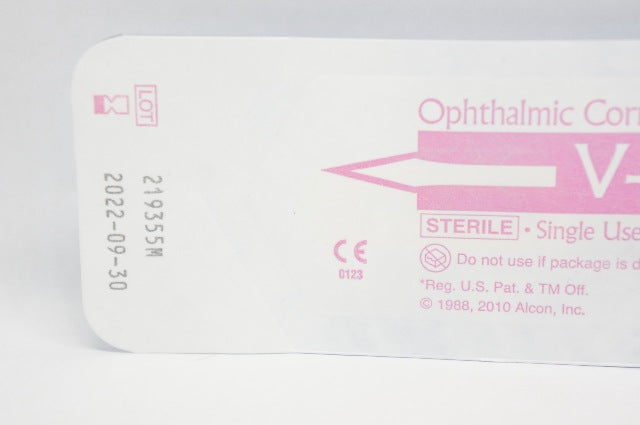 LOT
219355M
2022-09-30
Ophthalmic
V-
STERILE • Single Use
CE
0123
Do not use if package is
*Reg. U.S. Pat. & TM Off.
© 1988, 2010 Alcon, Inc.